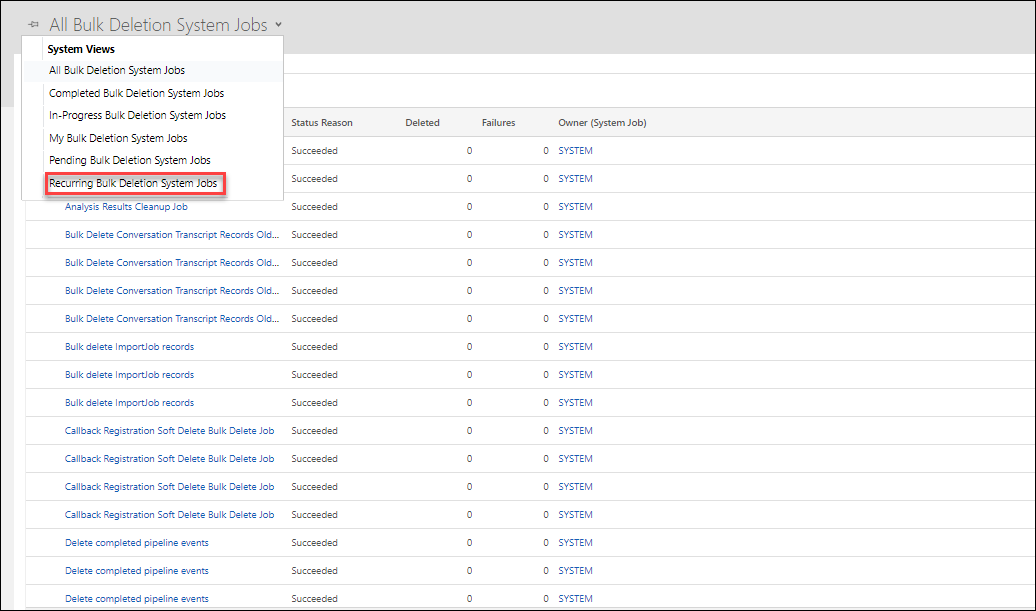 All Bulk Deletion System Jobs
System Views
All Bulk Deletion System Jobs
Completed Bulk Deletion System Jobs
In-Progress Bulk Deletion System Jobs
My Bulk Deletion System Jobs
Pending Bulk Deletion System Jobs
Recurring Bulk Deletion System Jobs
Status Reason Deleted Failures Owner (System Job)
Succeeded 0 0 SYSTEM
Succeeded 0 0 SYSTEM
Analysis Results Cleanup Job Succeeded 0 0 SYSTEM
Bulk Delete Conversation Transcript Records Old... Succeeded 0 0 SYSTEM
Bulk Delete Conversation Transcript Records Old... Succeeded 0 0 SYSTEM
Bulk Delete Conversation Transcript Records Old... Succeeded 0 0 SYSTEM
Bulk Delete Conversation Transcript Records Old... Succeeded 0 0 SYSTEM
Bulk delete ImportJob records Succeeded 0 0 SYSTEM
Bulk delete ImportJob records Succeeded 0 0 SYSTEM
Bulk delete ImportJob records Succeeded 0 0 SYSTEM
Callback Registration Soft Delete Bulk Delete Job Succeeded 0 0 SYSTEM
Callback Registration Soft Delete Bulk Delete Job Succeeded 0 0 SYSTEM
Callback Registration Soft Delete Bulk Delete Job Succeeded 0 0 SYSTEM
Callback Registration Soft Delete Bulk Delete Job Succeeded 0 0 SYSTEM
Delete completed pipeline events Succeeded 0 0 SYSTEM
Delete completed pipeline events Succeeded 0 0 SYSTEM
Delete completed pipeline events Succeeded 0 0 SYSTEM